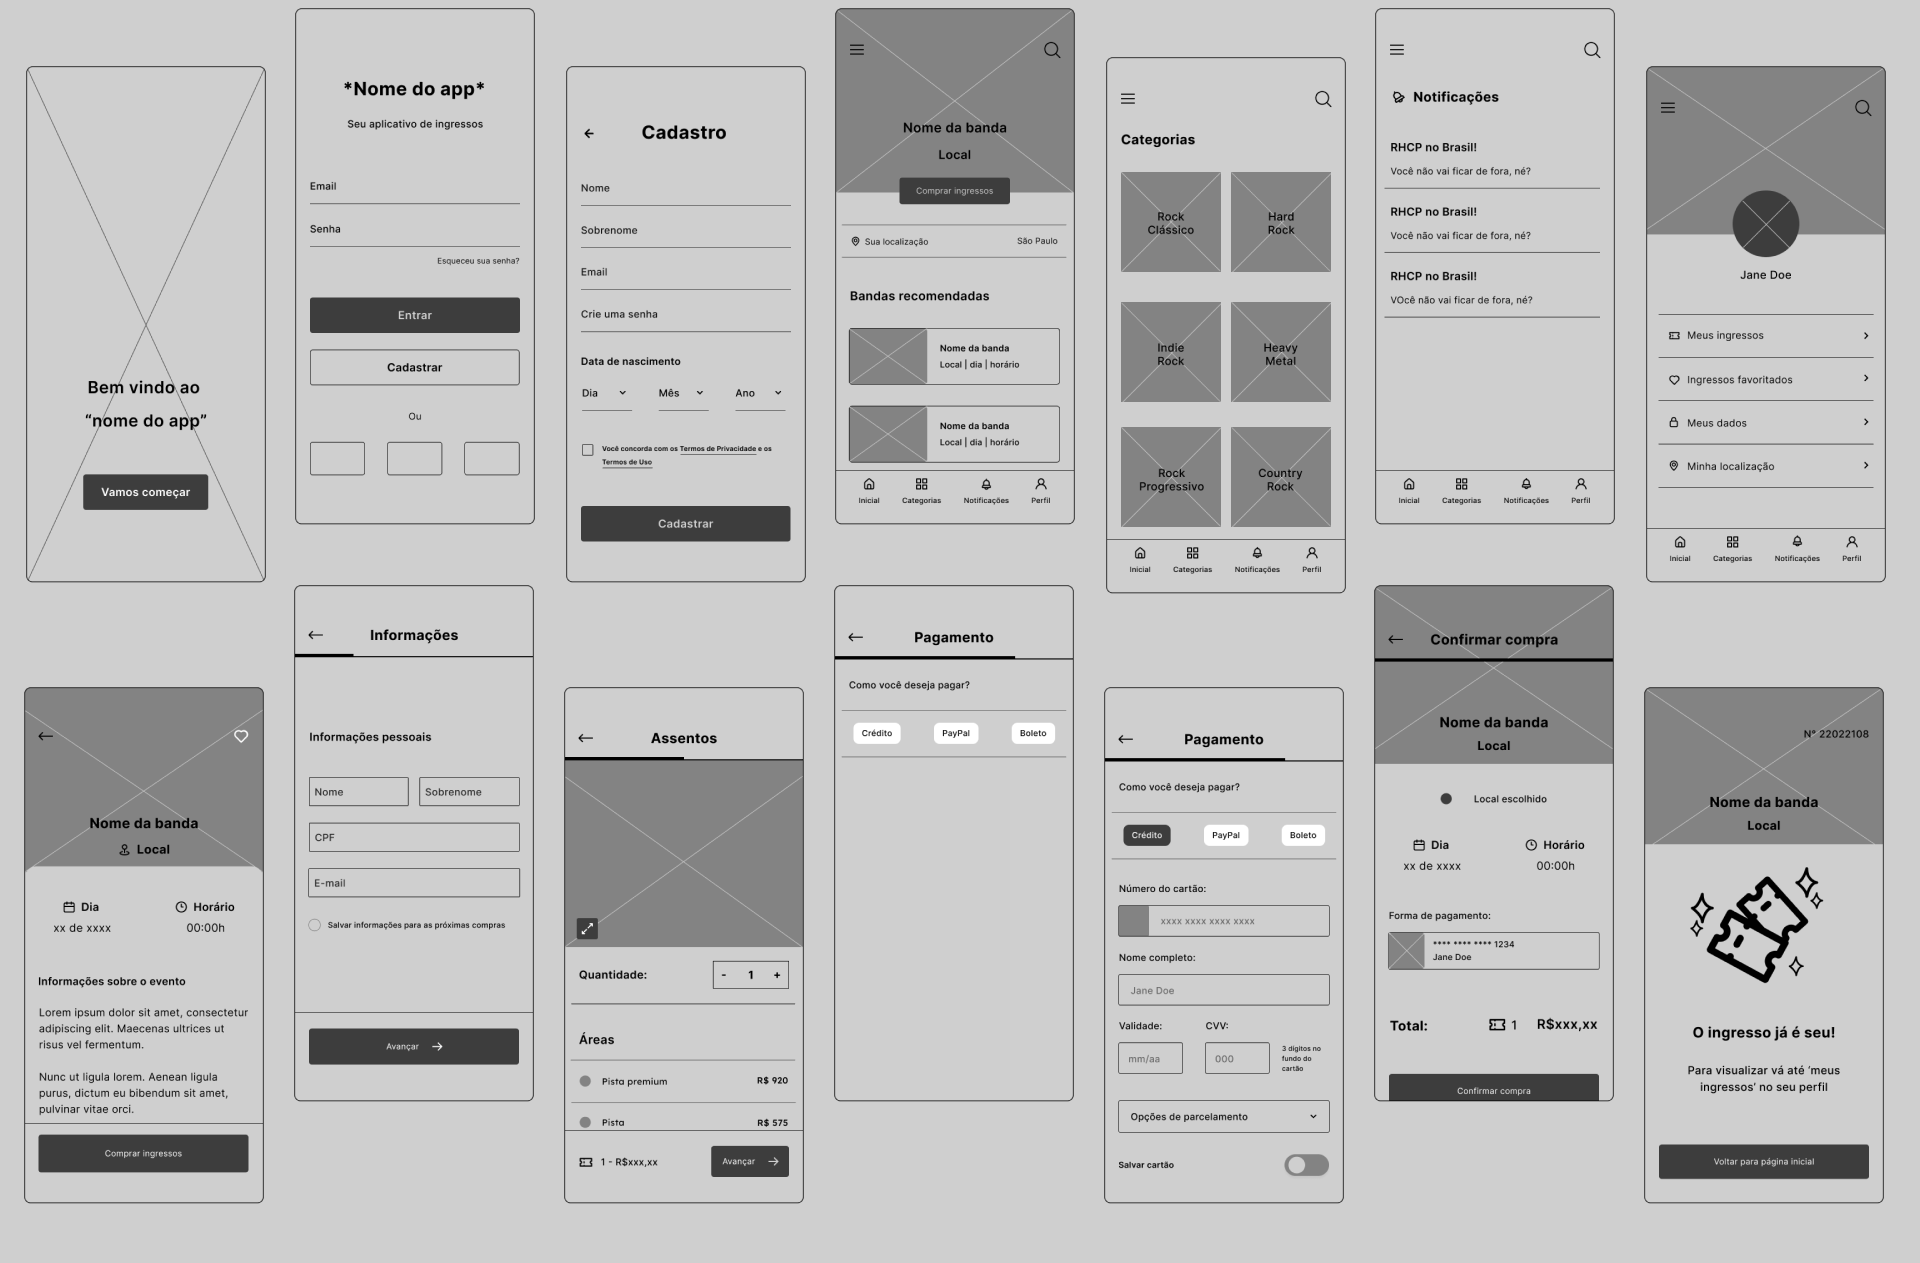 Bem vindo ao
“nome do app”
Vamos começar
*Nome do app*
Seu aplicativo de ingressos
Email
Senha
Esqueceu sua senha?
Entrar
Cadastrar
Ou
Cadastro
Nome
Sobrenome
Email
Crie uma senha
Data de nascimento
Dia Mês Ano
Você concorda com os Termos de Privacidade e os
Termos de Uso
Cadastrar
Nome da banda
Local
Comprar ingressos
Sua localização São Paulo
Bandas recomendadas
Nome da banda
Local | dia | horário
Nome da banda
Local | dia | horário
Inicial Categorias Notificações Perfil
Categorias
Rock
Clássico
Hard
Rock
Indie
Rock
Heavy
Metal
Rock
Progressivo
Country
Rock
Inicial Categorias Notificações Perfil
Notificações
RHCP no Brasil!
Você não vai ficar de fora, né?
RHCP no Brasil!
Você não vai ficar de fora, né?
RHCP no Brasil!
VOcê não vai ficar de fora, né?
Inicial Categorias Notificações Perfil
Jane Doe
Meus ingressos
Ingressos favoritados
Meus dados
Minha localização
Inicial Categorias Notificações Perfil
Nome da banda
Local
Dia Horário
xx de xxxx 00:00h
Informações sobre o evento
Lorem ipsum dolor sit amet, consectetur
adipiscing elit. Maecenas ultrices ut
risus vel fermentum.
Nunc ut ligula lorem. Aenean ligula
purus, dictum eu bibendum sit amet,
pulvinar vitae orci.
Comprar ingressos
Informações
Informações pessoais
Nome Sobrenome
CPF
E-mail
Salvar informações para as próximas compras
Avançar
Assentos
Quantidade: - 1 +
Áreas
Pista premium R$ 920
Pista R$ 575
1 - R$xxx,xx Avançar
Pagamento
Como você deseja pagar?
Crédito PayPal Boleto
Pagamento
Como você deseja pagar?
Crédito PayPal Boleto
Número do cartão:
xxxx xxxx xxxx xxxx
Nome completo:
Jane Doe
Validade: CVV:
mm/aa 000
3 dígitos no
fundo do
cartão
Opções de parcelamento
Salvar cartão
Confirmar compra
Nome da banda
Local
Local escolhido
Dia Horário
xx de xxxx 00:00h
Forma de pagamento:
**** **** **** 1234
Jane Doe
Total: 1 R$xxx,xx
Confirmar compra
N° 22022108
Nome da banda
Local
O ingresso já é seu!
Para visualizar vá até ‘meus
ingressos’ no seu perfil
Voltar para página inicial